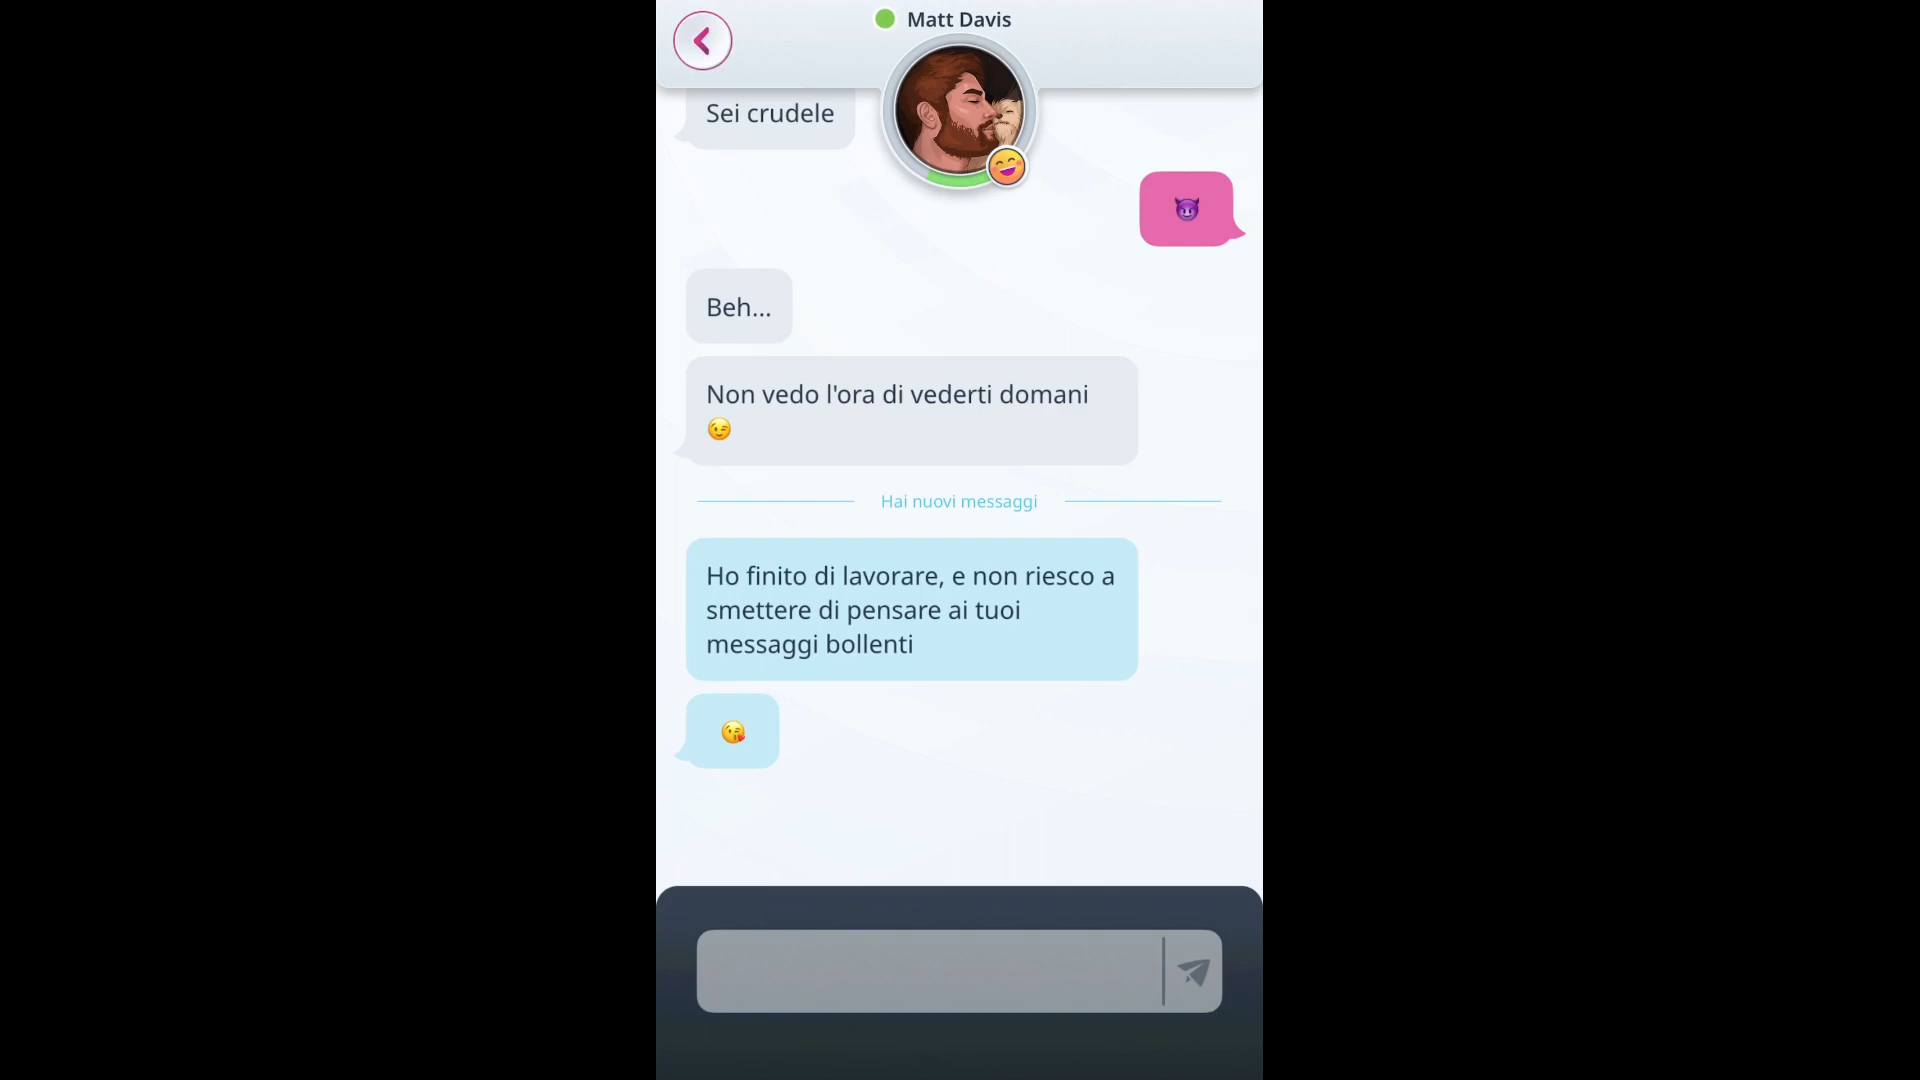 Matt Davis
Sei crudele
😈
Beh...
Non vedo l'ora di vederti domani
😉
Hai nuovi messaggi
Ho finito di lavorare, e non riesco a
smettere di pensare ai tuoi
messaggi bollenti
😘